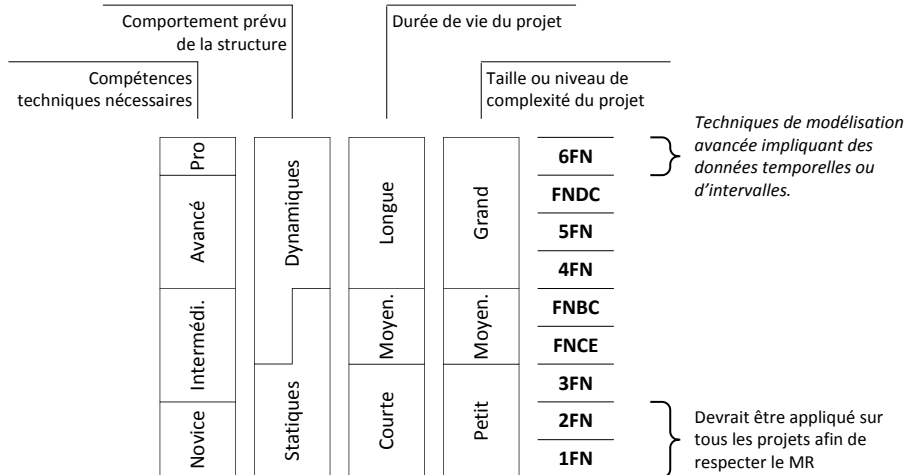 Comportement prévu
de la structure
Durée de vie du projet
Compétences
techniques nécessaires
Taille ou niveau de
complexité du projet
Pro
Avancé
Intermédi.
Novice
Dynamiques
Statiques
Longue
Moyen.
Courte
Grand
Moyen.
Petit
6FN
FNDC
5FN
4FN
FNBC
FNCE
3FN
2FN
1FN
Techniques de modélisation
avancée impliquant des
données temporelles ou
d’intervalles.
Devrait être appliqué sur
tous les projets afin de
respecter le MR